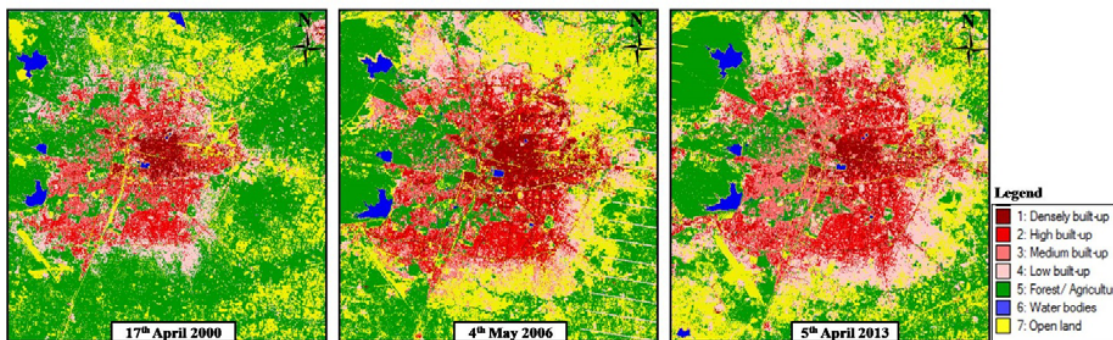 N
N
N
17th April 2000
4th May 2006
5th April 2013
Legend
1: Densely built-up
2: High built-up
3: Medium built-up
4: Low built-up
5: Forest/ Agricultu
6: Water bodies
7: Open land